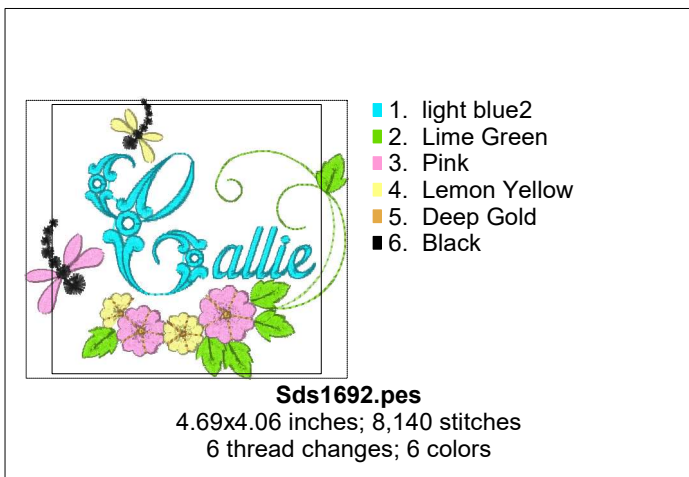 Callie
1. light blue2
2. Lime Green
3. Pink
4. Lemon Yellow
5. Deep Gold
6. Black
Sds1692.pes
4.69x4.06 inches; 8,140 stitches
6 thread changes; 6 colors